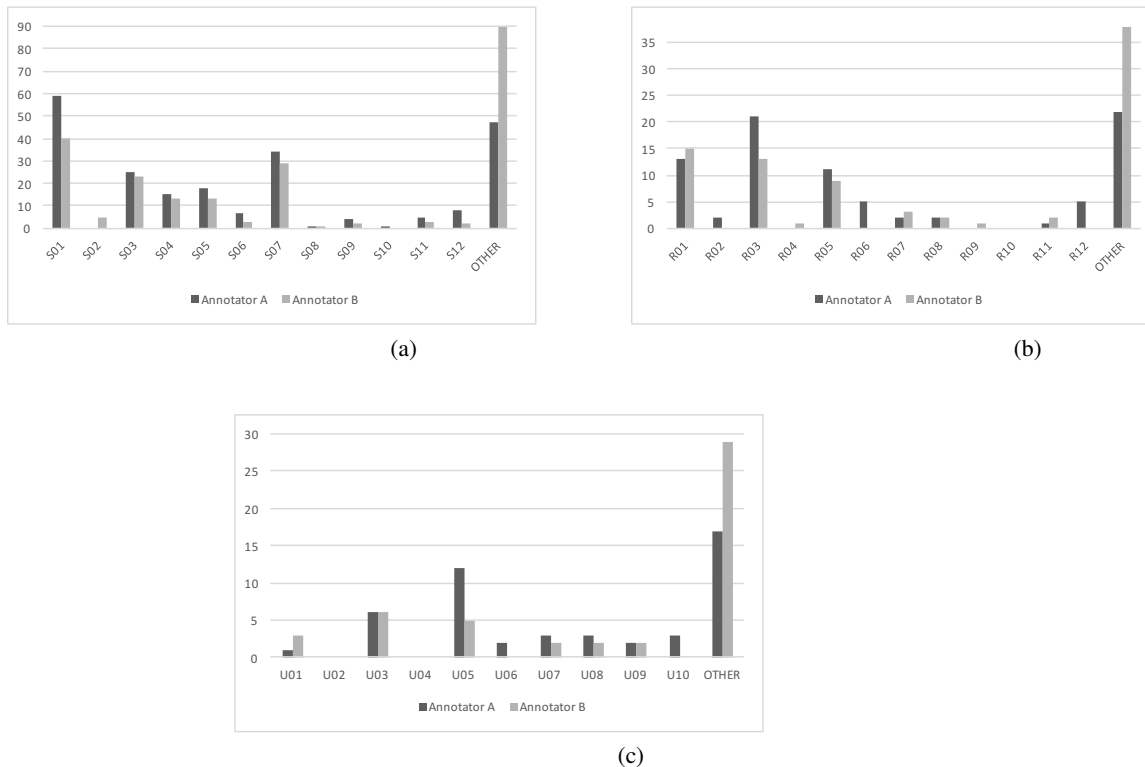 90
80
70
60
50
40
30
20
10
0
S01 S02 S03 S04 S05 S06 S07 S08 S09 S10 S11 S12 OTHER
Annotator A Annotator B
(a)
35
30
25
20
15
10
5
0
R01 R02 R03 R04 R05 R06 R07 R08 R09 R10 R11 R12 OTHER
Annotator A Annotator B
(b)
30
25
20
15
10
5
0
U01 U02 U03 U04 U05 U06 U07 U08 U09 U10 OTHER
Annotator A Annotator B
(c)